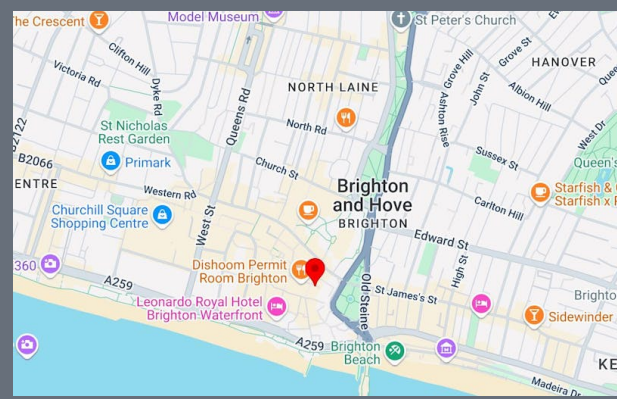 The Crescent
Model Museum
St Peter's Church
Clifton Hill
Grove Hill
Grove St
HANOVER
Victoria Rd
Dyke Rd
Queens Rd
NORTH LAINE
Ashton Rise
John St
Albion Hill
B2122
St Nicholas
Rest Garden
North Rd
West Dr
Sussex St
B2066
Primark
Church St
Queen's
ENTRE
Western Rd
Brighton
and Hove
BRIGHTON
Carlton Hill
Starfish &
Starfish x
Churchill Square
Shopping Centre
West St
Edward St
360
Dishoom Permit
Room Brighton
High St
A259
Old Steine
St James's St
Brighto
Leonardo Royal Hotel
Brighton Waterfront
Sidewinder
A259
Brighton
Beach
KE
Madeira Dr